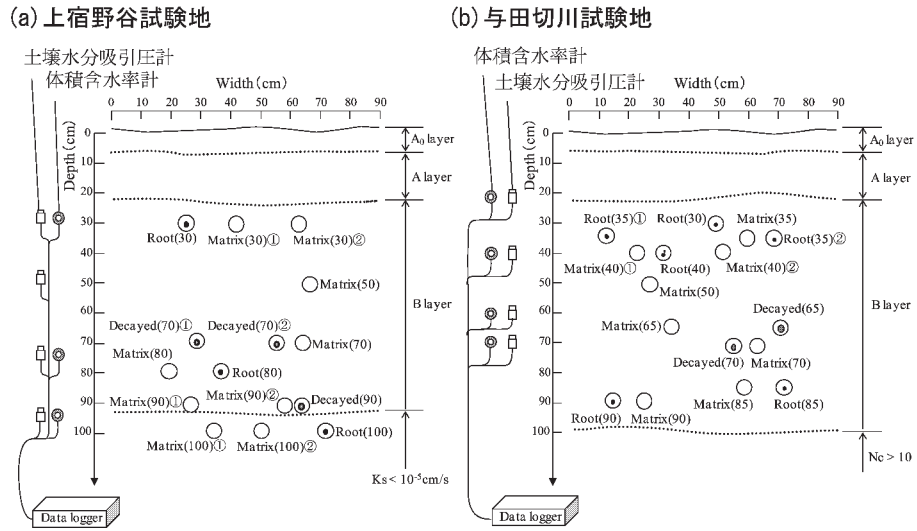 (a) 上宿野谷試験地
土壌水分吸引圧計
体積含水率計
Width(cm)
0 10 20 30 40 50 60 70 80 90
Depth(cm)
0
10
20
30
40
50
60
70
80
90
100
A₀ layer
A layer
B layer
Ks < 10⁻⁵cm/s
Root(30)
Matrix(30)①
Matrix(30)②
Matrix(50)
Decayed(70)①
Decayed(70)②
Matrix(70)
Matrix(80)
Root(80)
Matrix(90)①
Matrix(90)②
Decayed(90)
Matrix(100)①
Matrix(100)②
Root(100)
Data logger
(b) 与田切川試験地
体積含水率計
土壌水分吸引圧計
Width(cm)
0 10 20 30 40 50 60 70 80 90
Depth(cm)
0
10
20
30
40
50
60
70
80
90
100
A₀ layer
A layer
B layer
Nc > 10
Root(35)①
Root(30)
Matrix(35)
Root(35)②
Matrix(40)①
Root(40)
Matrix(40)②
Matrix(50)
Matrix(65)
Decayed(65)
Decayed(70)
Matrix(70)
Matrix(85)
Root(85)
Root(90)
Matrix(90)
Data logger